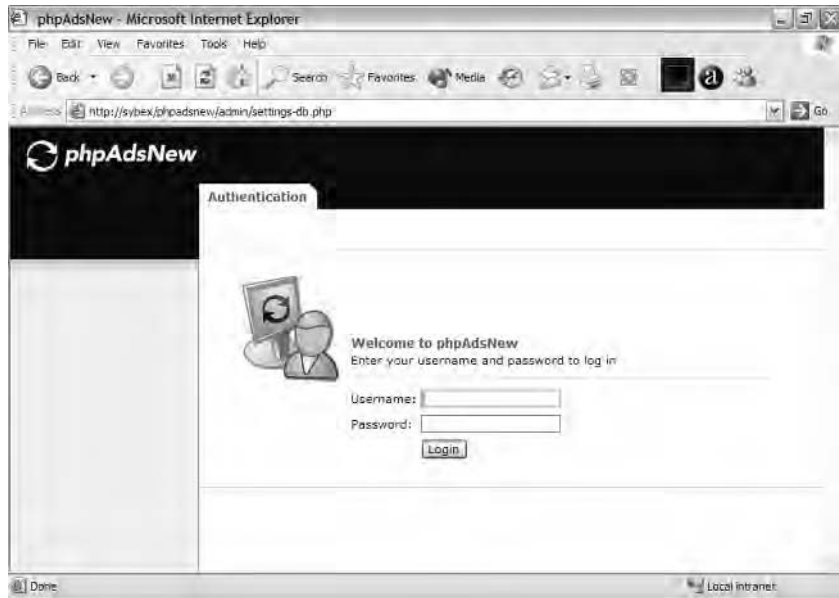 phpAdsNew - Microsoft Internet Explorer
File Edit View Favorites Tools Help
Back Search Favorites Media
Address http://sybex/phpadsnew/admin/settings-db.php Go
phpAdsNew
Authentication
Welcome to phpAdsNew
Enter your username and password to log in
Username:
Password:
Login
Done Local intranet